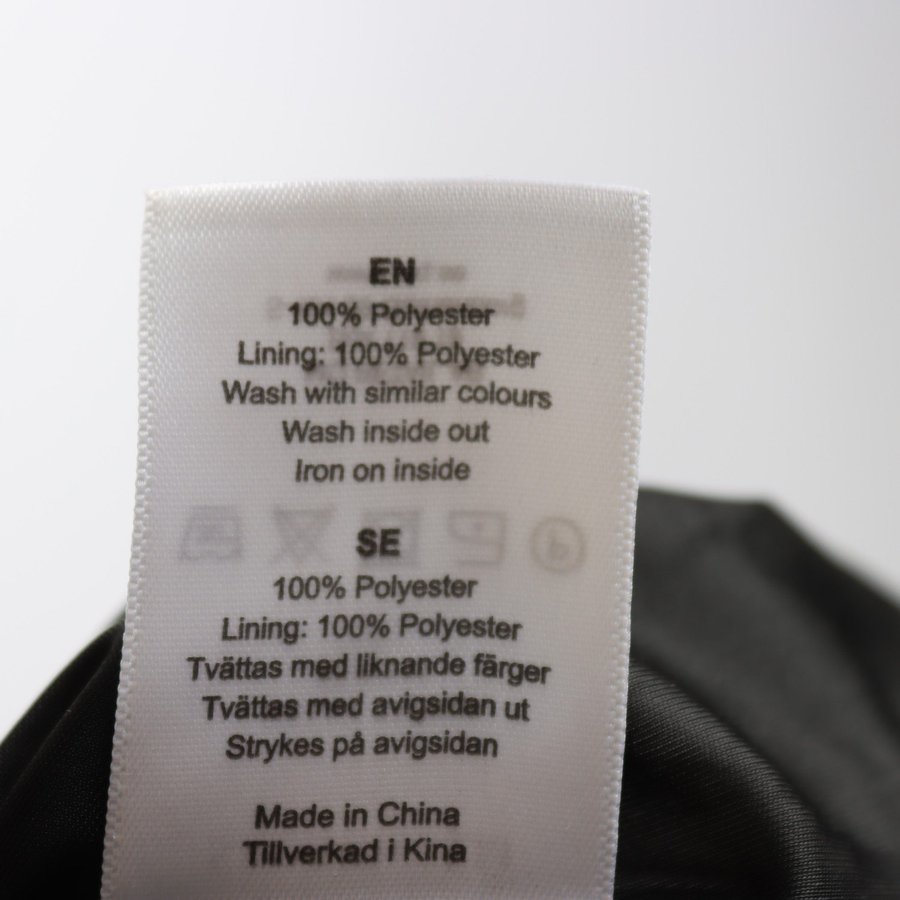 EN
100% Polyester
Lining: 100% Polyester
Wash with similar colours
Wash inside out
Iron on inside
SE
100% Polyester
Lining: 100% Polyester
Tvättas med liknande färger
Tvättas med avigsidan ut
Strykes på avigsidan
Made in China
Tillverkad i Kina